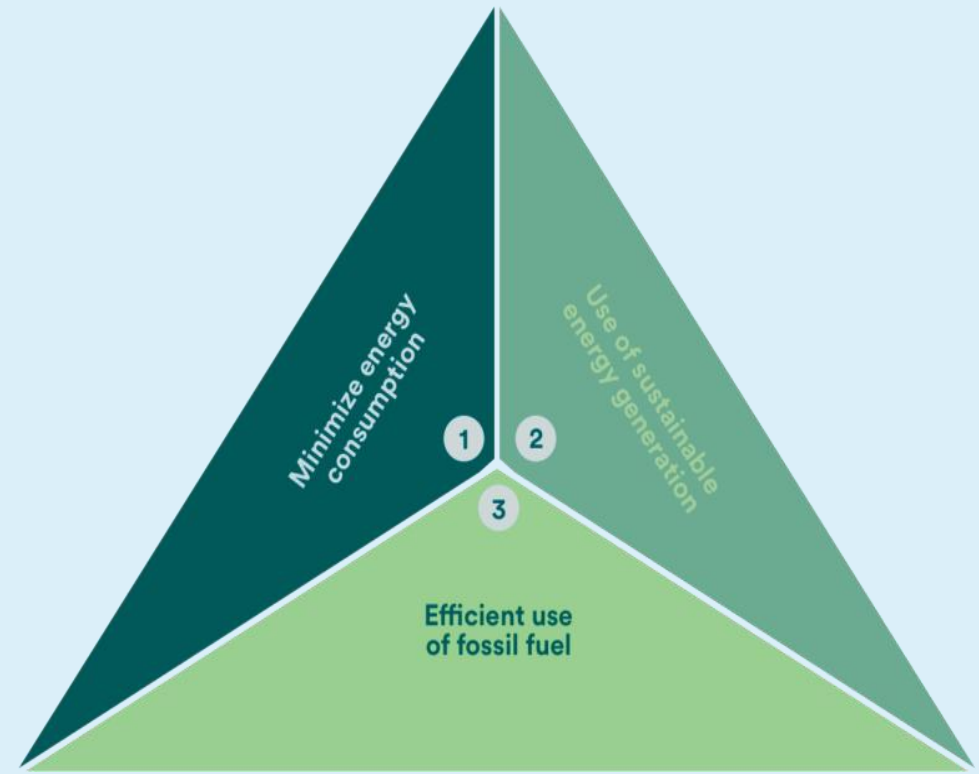 Minimize energy
consumption
1
Use of sustainable
energy generation
2
3
Efficient use
of fossil fuel